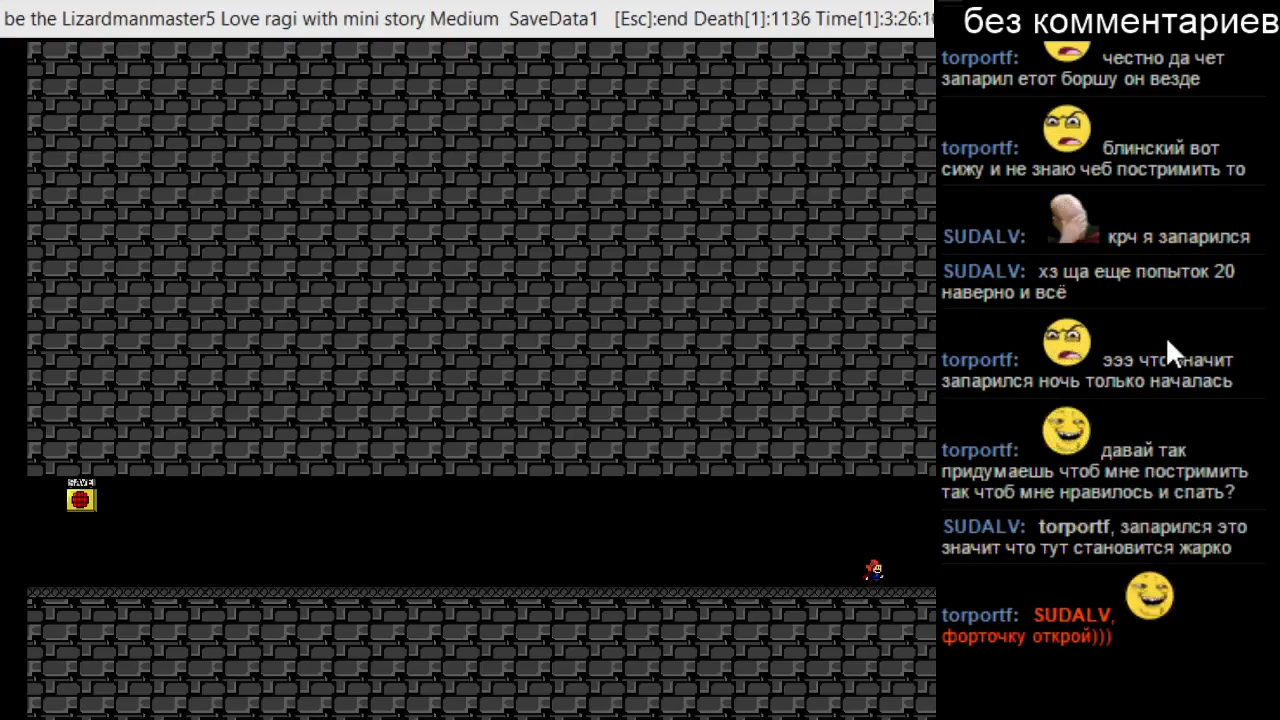 be the Lizardmanmaster5 Love ragi with mini story Medium  SaveData1   [Esc]:end Death[1]:1136 Time[1]:3:26:1
без комментариев
torportf: честно да чет
запарил етот боршу он везде
torportf: блинский вот
сижу и не знаю чеб постримить то
SUDALV: крч я запарился
SUDALV: хз ща еще попыток 20
наверно и всё
torportf: эээ что значит
запарился ночь только началась
torportf: давай так
придумаешь чтоб мне постримить
так чтоб мне нравилось и спать?
SUDALV: torportf, запарился это
значит что тут становится жарко
torportf: SUDALV,
форточку открой)))
SAVE!